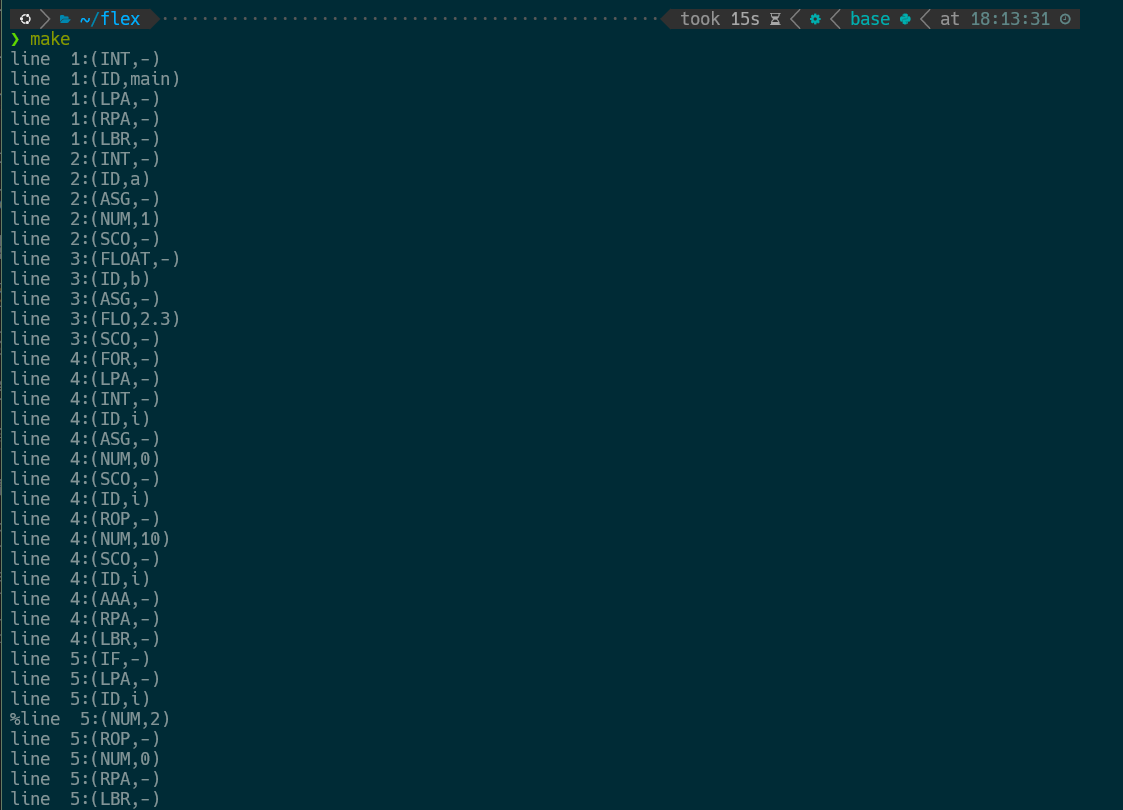 ~/flex took 15s base at 18:13:31
❯ make
line  1:(INT,-)
line  1:(ID,main)
line  1:(LPA,-)
line  1:(RPA,-)
line  1:(LBR,-)
line  2:(INT,-)
line  2:(ID,a)
line  2:(ASG,-)
line  2:(NUM,1)
line  2:(SCO,-)
line  3:(FLOAT,-)
line  3:(ID,b)
line  3:(ASG,-)
line  3:(FLO,2.3)
line  3:(SCO,-)
line  4:(FOR,-)
line  4:(LPA,-)
line  4:(INT,-)
line  4:(ID,i)
line  4:(ASG,-)
line  4:(NUM,0)
line  4:(SCO,-)
line  4:(ID,i)
line  4:(ROP,-)
line  4:(NUM,10)
line  4:(SCO,-)
line  4:(ID,i)
line  4:(AAA,-)
line  4:(RPA,-)
line  4:(LBR,-)
line  5:(IF,-)
line  5:(LPA,-)
line  5:(ID,i)
%line  5:(NUM,2)
line  5:(ROP,-)
line  5:(NUM,0)
line  5:(RPA,-)
line  5:(LBR,-)